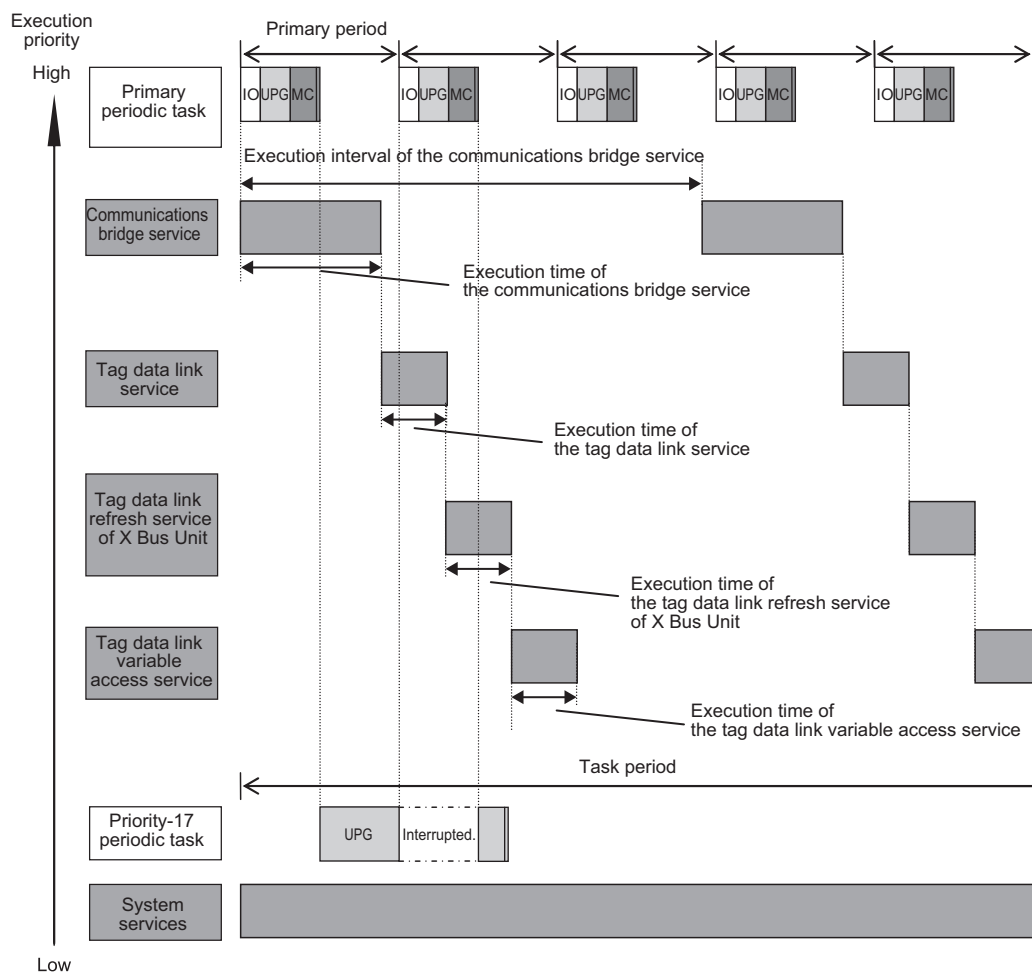 Execution
priority
High
Primary period
Primary
periodic task
IO UPG MC
IO UPG MC
IO UPG MC
IO UPG MC
IO UPG MC
Execution interval of the communications bridge service
Communications
bridge service
Execution time of
the communications bridge service
Tag data link
service
Execution time of
the tag data link service
Tag data link
refresh service
of X Bus Unit
Execution time of
the tag data link refresh service
of X Bus Unit
Tag data link
variable
access service
Execution time of
the tag data link variable access service
Task period
Priority-17
periodic task
UPG
Interrupted.
System
services
Low